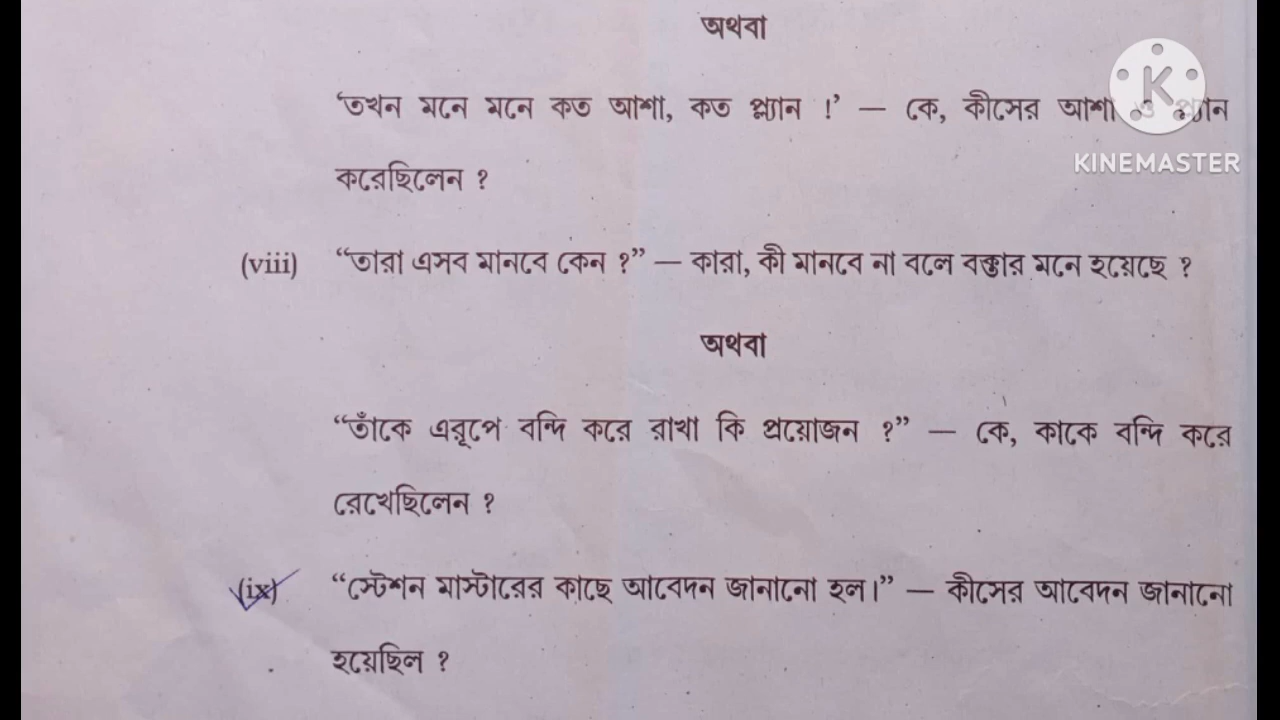 অথবা
‘তখন মনে মনে কত আশা, কত প্ল্যান !’ — কে, কীসের আশা ও প্ল্যান
KINEMASTER
করেছিলেন ?
(viii) “তারা এসব মানবে কেন ?” — কারা, কী মানবে না বলে বক্তার মনে হয়েছে ?
অথবা
“তাঁকে এরূপে বন্দি করে রাখা কি প্রয়োজন ?” — কে, কাকে বন্দি করে
রেখেছিলেন ?
(ix) “স্টেশন মাস্টারের কাছে আবেদন জানানো হল।” — কীসের আবেদন জানানো
হয়েছিল ?